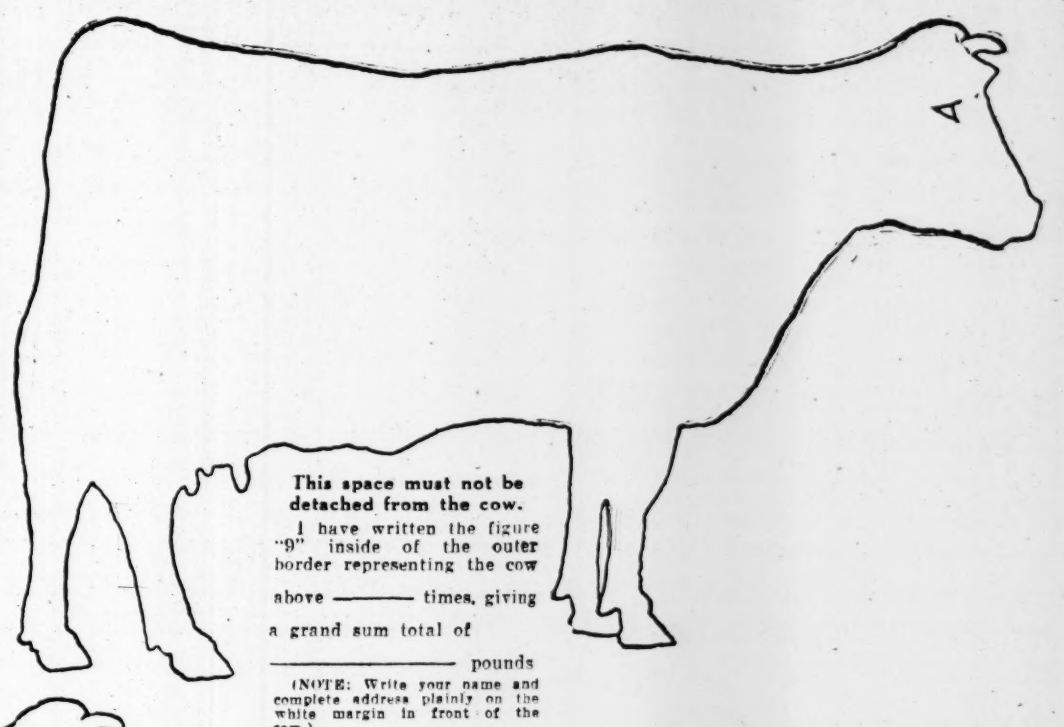 This space must not be
detached from the cow.
I have written the figure
"9" inside of the outer
border representing the cow
above ——— times, giving
a grand sum total of
——————— pounds
(NOTE: Write your name and
complete address plainly on the
white margin in front of the